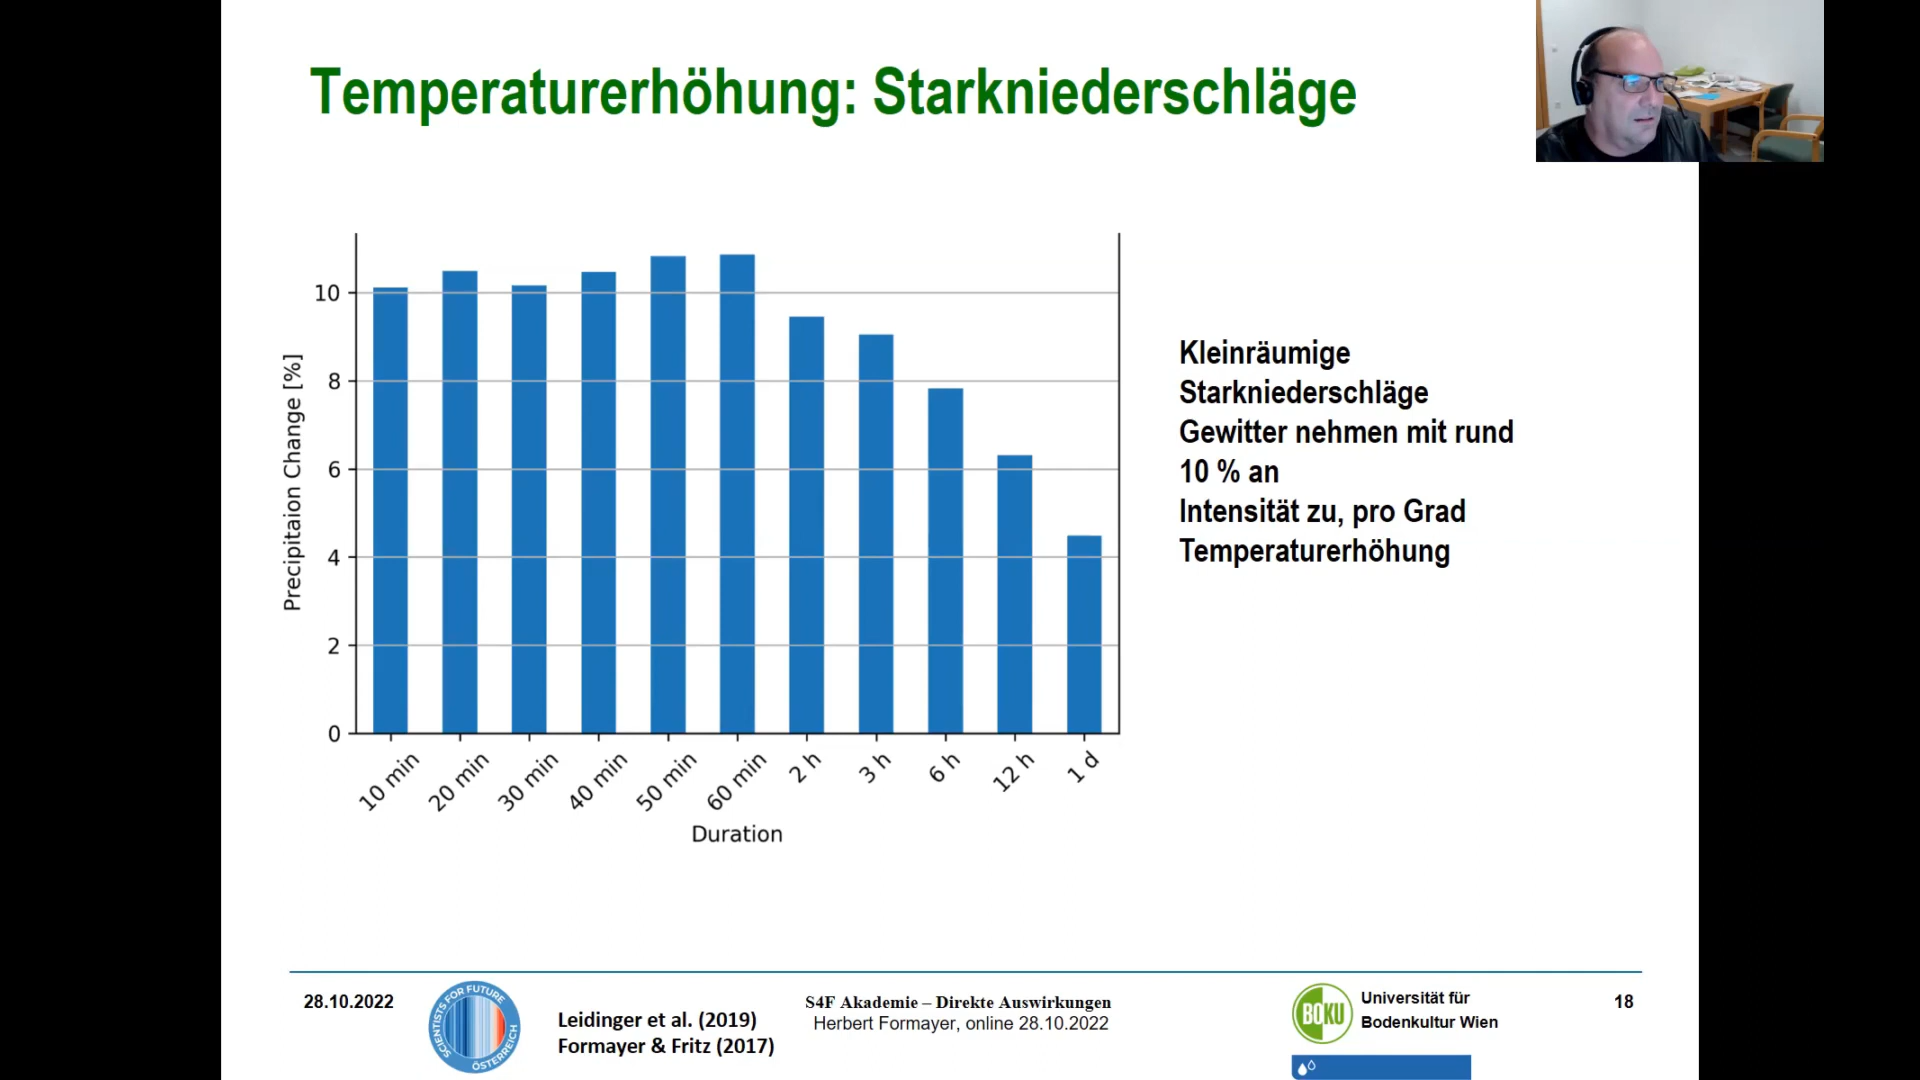 Temperaturerhöhung: Starkniederschläge
10
8
6
4
2
0
Precipitaion Change [%]
10 min
20 min
30 min
40 min
50 min
60 min
2 h
3 h
6 h
12 h
1 d
Duration
Kleinräumige
Starkniederschläge
Gewitter nehmen mit rund
10 % an
Intensität zu, pro Grad
Temperaturerhöhung
28.10.2022
SCIENTISTS FOR FUTURE
ÖSTERREICH
Leidinger et al. (2019)
Formayer & Fritz (2017)
S4F Akademie – Direkte Auswirkungen
Herbert Formayer, online 28.10.2022
BOKU
Universität für
Bodenkultur Wien
18